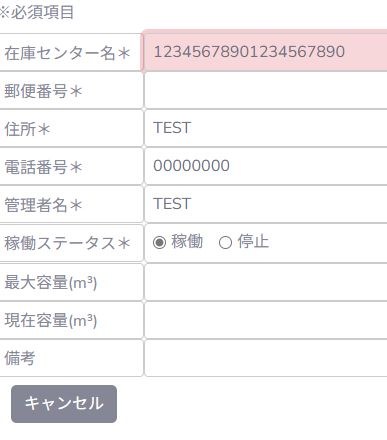 ※必須項目
在庫センター名＊ 12345678901234567890
郵便番号＊
住所＊ TEST
電話番号＊ 00000000
管理者名＊ TEST
稼働ステータス＊ 稼働 停止
最大容量(m³)
現在容量(m³)
備考
キャンセル